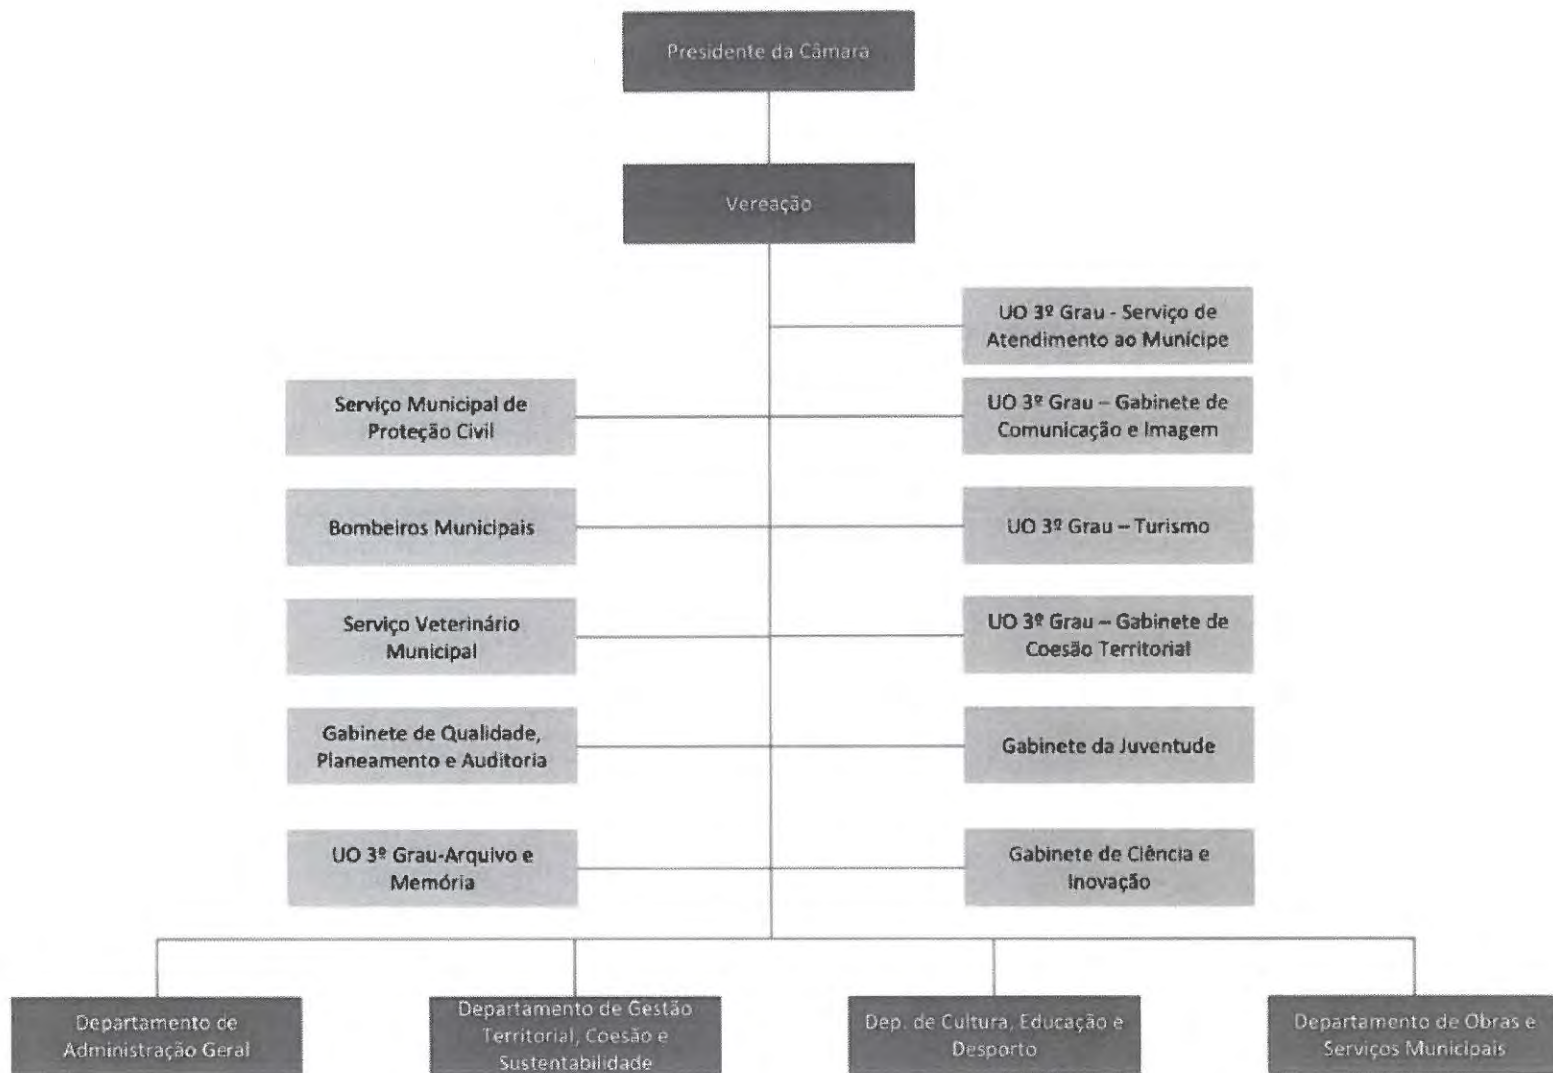 Presidente da Câmara
Vereação
UO 3º Grau - Serviço de
Atendimento ao Munícipe
Serviço Municipal de
Proteção Civil
UO 3º Grau – Gabinete de
Comunicação e Imagem
Bombeiros Municipais
UO 3º Grau – Turismo
Serviço Veterinário
Municipal
UO 3º Grau – Gabinete de
Coesão Territorial
Gabinete de Qualidade,
Planeamento e Auditoria
Gabinete da Juventude
UO 3º Grau-Arquivo e
Memória
Gabinete de Ciência e
Inovação
Departamento de
Administração Geral
Departamento de Gestão
Territorial, Coesão e
Sustentabilidade
Dep. de Cultura, Educação e
Desporto
Departamento de Obras e
Serviços Municipais